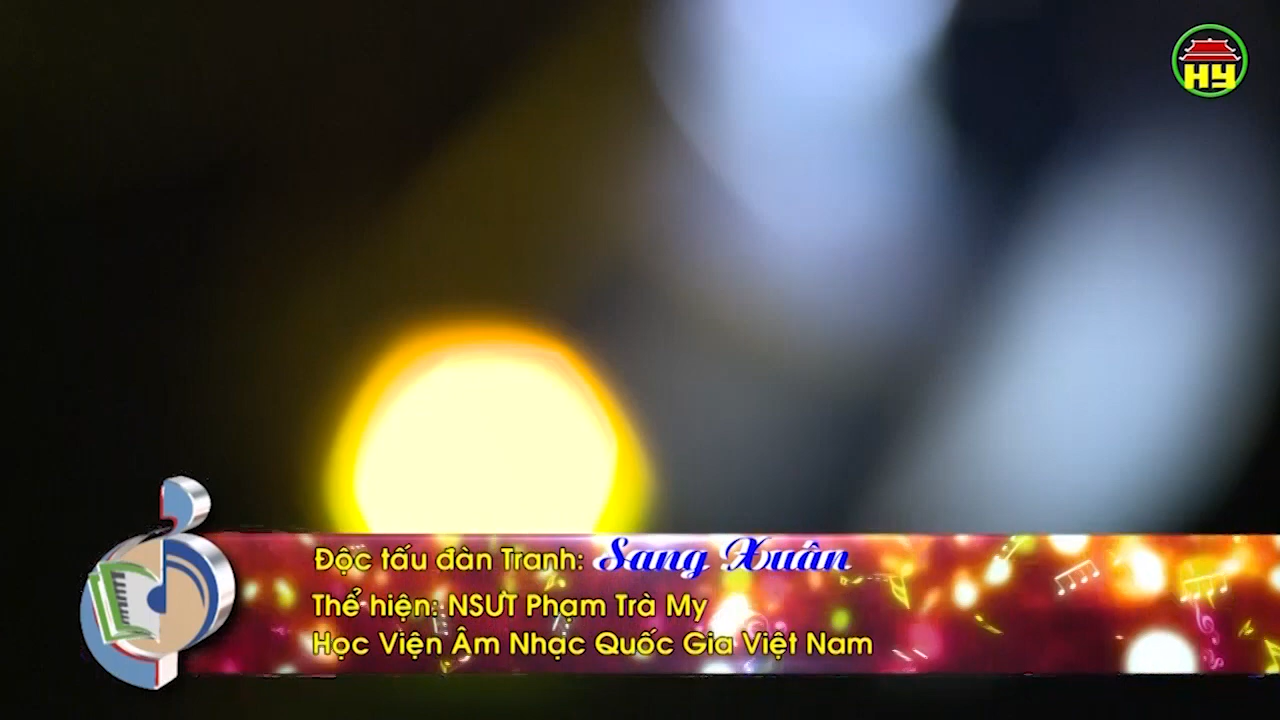 HY
Độc tấu đàn Tranh: Sang Xuân
Thể hiện: NSƯT Phạm Trà My
Học Viện Âm Nhạc Quốc Gia Việt Nam